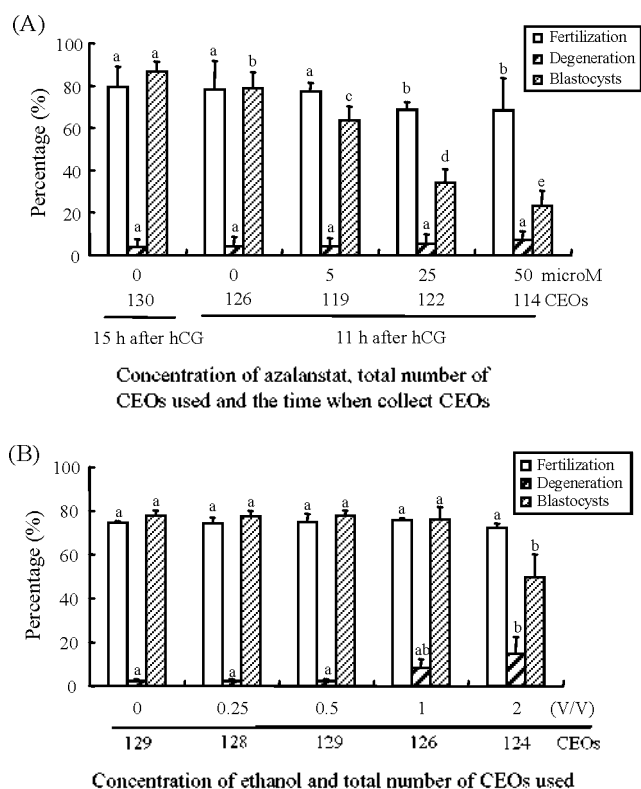 (A)
100
80
60
40
20
0
Percentage (%)
Fertilization
Degeneration
Blastocysts
a a a b a c b d b e
a a a a a
0 0 5 25 50 microM
130 126 119 122 114 CEOs
15 h after hCG 11 h after hCG
Concentration of azalanstat, total number of
CEOs used and the time when collect CEOs
(B)
100
80
60
40
20
0
Percentage (%)
Fertilization
Degeneration
Blastocysts
a a a a a a a a a b
a a a ab b
0 0.25 0.5 1 2 (V/V)
129 128 129 126 124 CEOs
Concentration of ethanol and total number of CEOs used